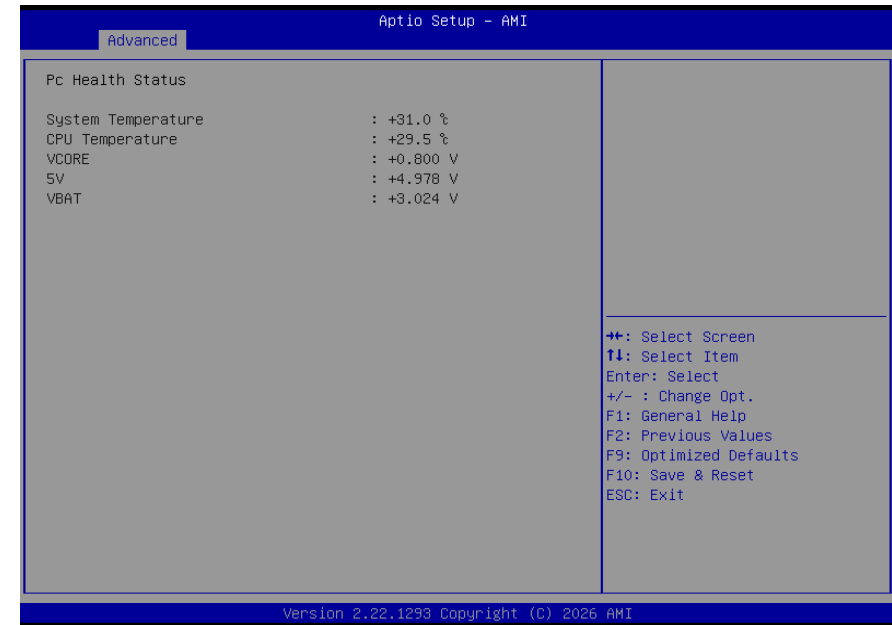 Aptio Setup - AMI
Advanced
Pc Health Status
System Temperature : +31.0 ℃
CPU Temperature : +29.5 ℃
VCORE : +0.800 V
5V : +4.978 V
VBAT : +3.024 V
→←: Select Screen
↑↓: Select Item
Enter: Select
+/- : Change Opt.
F1: General Help
F2: Previous Values
F9: Optimized Defaults
F10: Save & Reset
ESC: Exit
Version 2.22.1293 Copyright (C) 2026 AMI